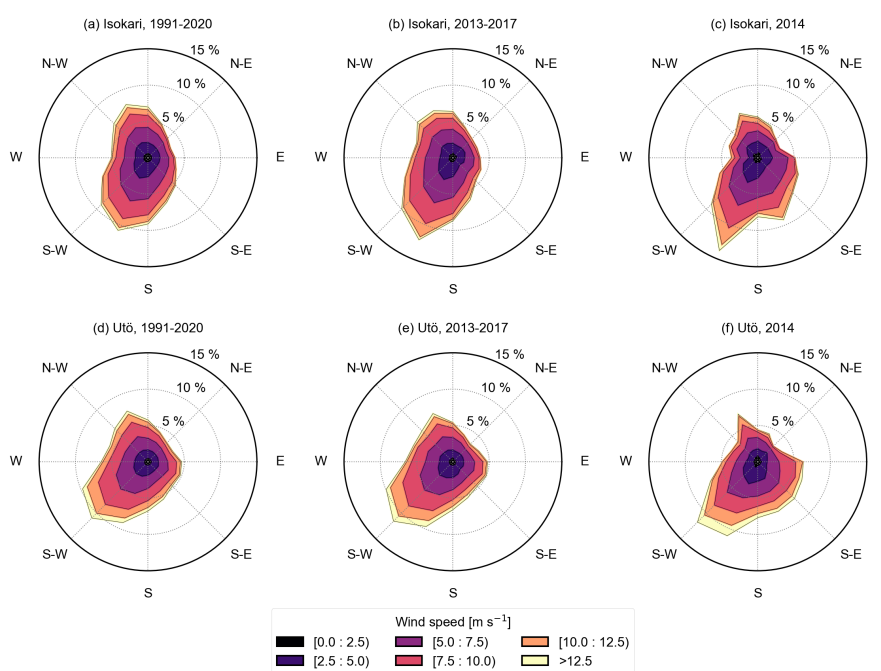 (a) Isokari, 1991-2020
(b) Isokari, 2013-2017
(c) Isokari, 2014
15 %
15 %
15 %
N-W
N-E
N-W
N-E
N-W
N-E
10 %
10 %
10 %
5 %
5 %
5 %
W
E
W
E
W
E
S-W
S-E
S-W
S-E
S-W
S-E
S
S
S
(d) Utö, 1991-2020
(e) Utö, 2013-2017
(f) Utö, 2014
15 %
15 %
15 %
N-W
N-E
N-W
N-E
N-W
N-E
10 %
10 %
10 %
5 %
5 %
5 %
W
E
W
E
W
E
S-W
S-E
S-W
S-E
S-W
S-E
S
S
S
Wind speed [m s⁻¹]
[0.0 : 2.5)
[5.0 : 7.5)
[10.0 : 12.5)
[2.5 : 5.0)
[7.5 : 10.0)
>12.5